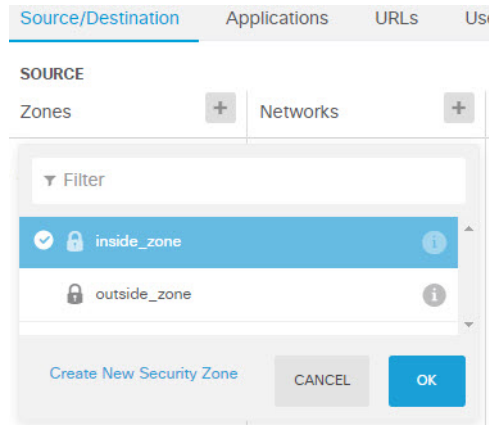 Source/Destination Applications URLs
SOURCE
Zones + Networks +
Filter
inside_zone i
outside_zone i
Create New Security Zone CANCEL OK